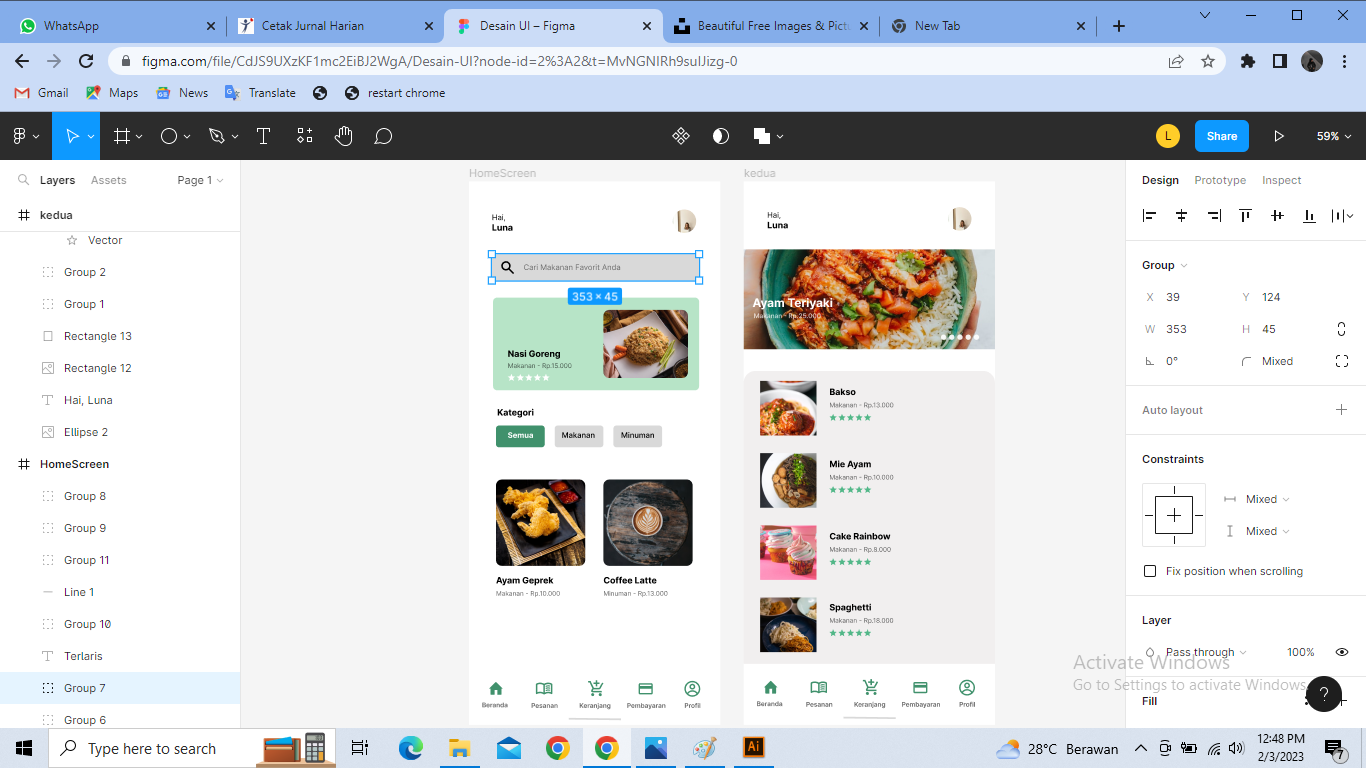 WhatsApp
Cetak Jurnal Harian
Desain UI – Figma
Beautiful Free Images & Pictu
New Tab
figma.com/file/CdJS9UXzKF1mc2EiBJ2WgA/Desain-UI?node-id=2%3A2&t=MvNGNIRh9sulJizg-0
Gmail
Maps
News
Translate
restart chrome
L
Share
59%
Layers
Assets
Page 1
kedua
Vector
Group 2
Group 1
Rectangle 13
Rectangle 12
Hai, Luna
Ellipse 2
HomeScreen
Group 8
Group 9
Group 11
Line 1
Group 10
Terlaris
Group 7
Group 6
HomeScreen
Hai,
Luna
Cari Makanan Favorit Anda
353 × 45
Nasi Goreng
Makanan - Rp.15.000
Kategori
Semua
Makanan
Minuman
Ayam Geprek
Makanan - Rp.10.000
Coffee Latte
Minuman - Rp.13.000
Beranda
Pesanan
Keranjang
Pembayaran
Profil
kedua
Hai,
Luna
Ayam Teriyaki
Makanan - Rp.25.000
Bakso
Makanan - Rp.13.000
Mie Ayam
Makanan - Rp.10.000
Cake Rainbow
Makanan - Rp.8.000
Spaghetti
Makanan - Rp.18.000
Beranda
Pesanan
Keranjang
Pembayaran
Profil
Design
Prototype
Inspect
Group
X 39
Y 124
W 353
H 45
0°
Mixed
Auto layout
Constraints
Mixed
Mixed
Fix position when scrolling
Layer
Pass through
100%
Fill
?
Activate Windows
Go to Settings to activate Windows.
Type here to search
Ai
28°C Berawan
12:48 PM
2/3/2023
7